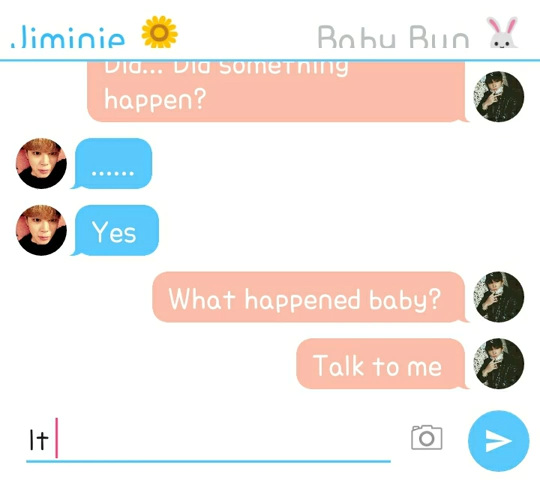 Jiminie 🌻 Baby Bun 🐰
Did... Did something
happen?
......
Yes
What happened baby?
Talk to me
It